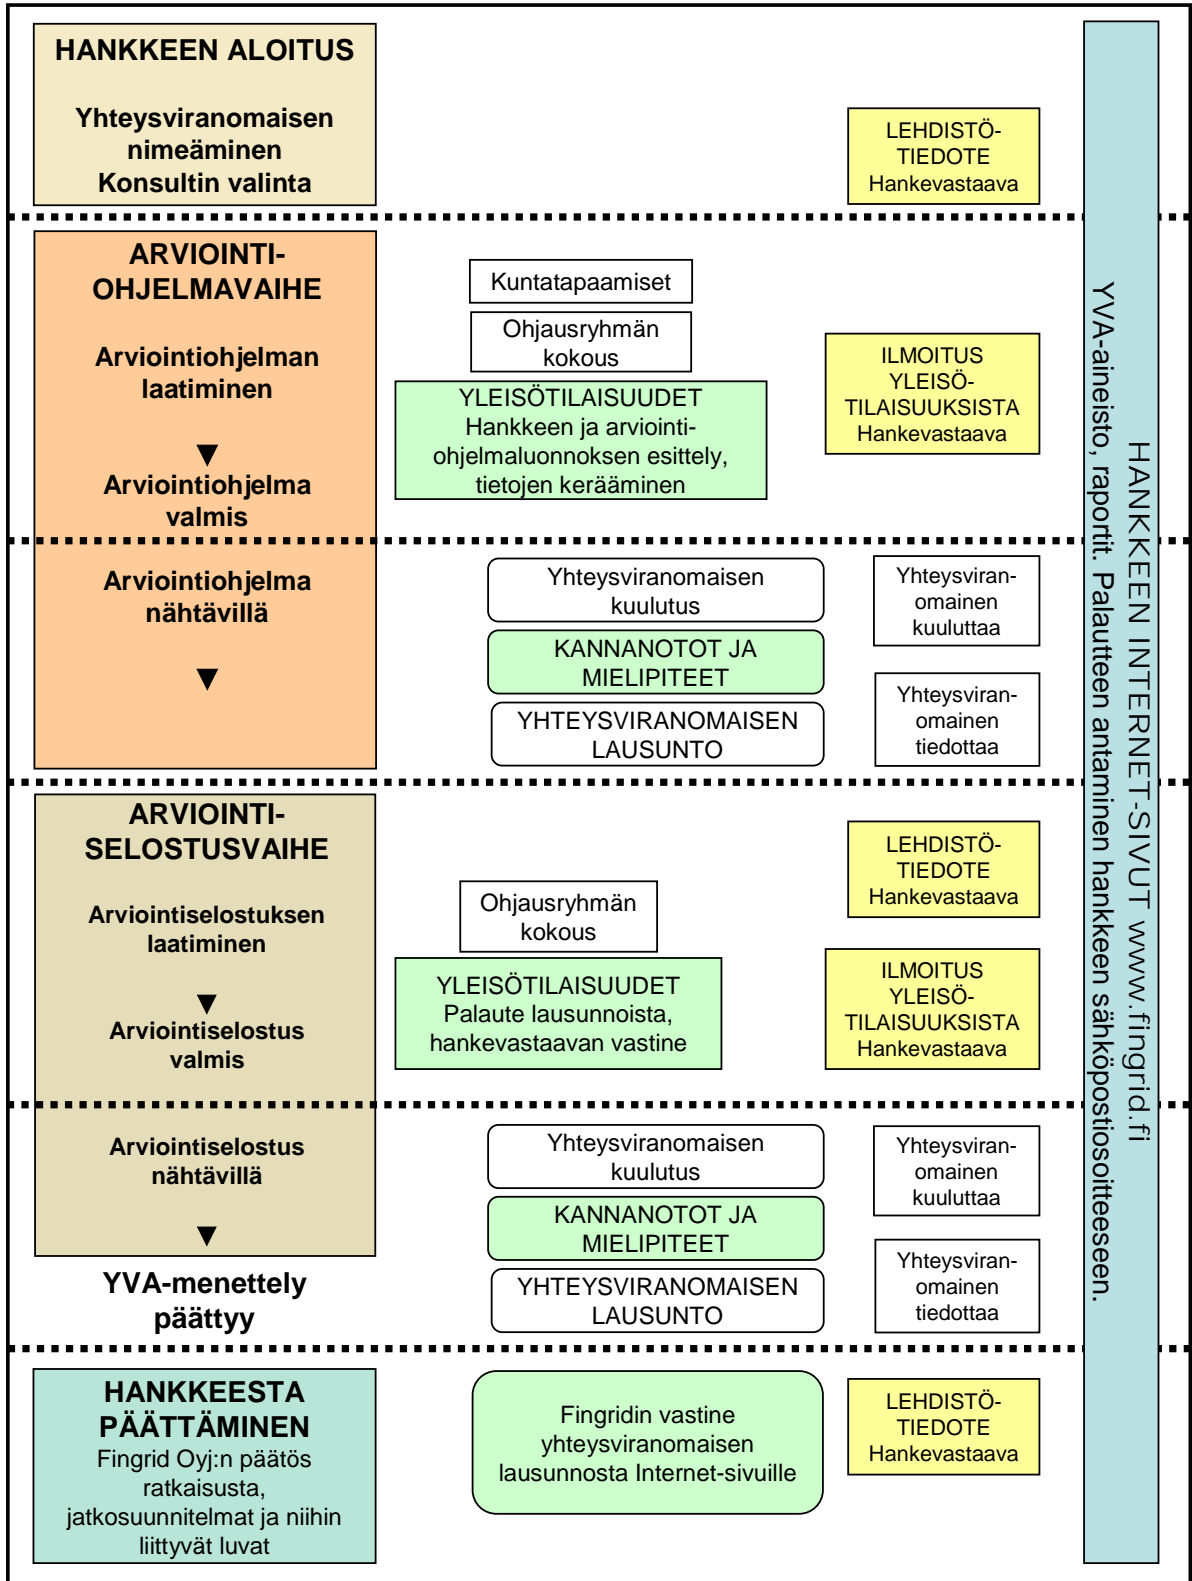 HANKKEEN ALOITUS
Yhteysviranomaisen
nimeäminen
Konsultin valinta
LEHDISTÖ-
TIEDOTE
Hankevastaava
ARVIOINTI-
OHJELMAVAIHE
Arviointiohjelman
laatiminen
Arviointiohjelma
valmis
Kuntatapaamiset
Ohjausryhmän
kokous
YLEISÖTILAISUUDET
Hankkeen ja arviointi-
ohjelmaluonnoksen esittely,
tietojen kerääminen
ILMOITUS
YLEISÖ-
TILAISUUKSISTA
Hankevastaava
Arviointiohjelma
nähtävillä
Yhteysviranomaisen
kuulutus
KANNANOTOT JA
MIELIPITEET
YHTEYSVIRANOMAISEN
LAUSUNTO
Yhteysviran-
omainen
kuuluttaa
Yhteysviran-
omainen
tiedottaa
ARVIOINTI-
SELOSTUSVAIHE
Arviointiselostuksen
laatiminen
Arviointiselostus
valmis
Ohjausryhmän
kokous
YLEISÖTILAISUUDET
Palaute lausunnoista,
hankevastaavan vastine
LEHDISTÖ-
TIEDOTE
Hankevastaava
ILMOITUS
YLEISÖ-
TILAISUUKSISTA
Hankevastaava
Arviointiselostus
nähtävillä
YVA-menettely
päättyy
Yhteysviranomaisen
kuulutus
KANNANOTOT JA
MIELIPITEET
YHTEYSVIRANOMAISEN
LAUSUNTO
Yhteysviran-
omainen
kuuluttaa
Yhteysviran-
omainen
tiedottaa
HANKKEESTA
PÄÄTTÄMINEN
Fingrid Oyj:n päätös
ratkaisusta,
jatkosuunnitelmat ja niihin
liittyvät luvat
Fingridin vastine
yhteysviranomaisen
lausunnosta Internet-sivuille
LEHDISTÖ-
TIEDOTE
Hankevastaava
HANKKEEN INTERNET-SIVUT www.fingrid.fi
YVA-aineisto, raportit. Palautteen antaminen hankkeen sähköpostiosoitteeseen.